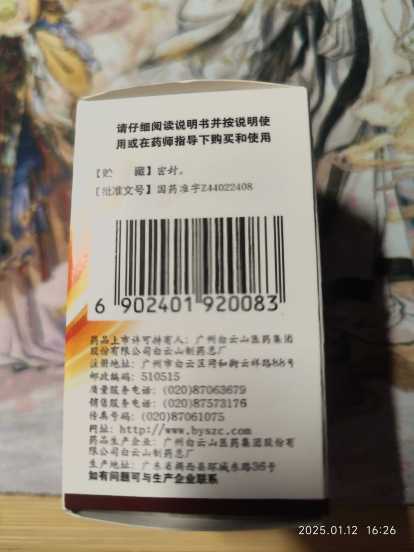 请仔细阅读说明书并按说明使
用或在药师指导下购买和使用
【贮 藏】密封。
[批准文号] 国药准字Z44022408
6 902401 920083
药品上市许可持有人：广州白云山医药集团
股份有限公司白云山制药总厂
注册地址：广州市白云区同和街云祥路88号
邮政编码：510515
质量服务电话：(020)87063679
销售服务电话：(020)87573176
传真号码：(020)87061075
网址：http://www.byszc.com
药品生产企业：广州白云山医药集团股份有
限公司白云山制药总厂
生产地址：广东省揭西县环城东路36号
如有问题可与生产企业联系
2025.01.12 16:26